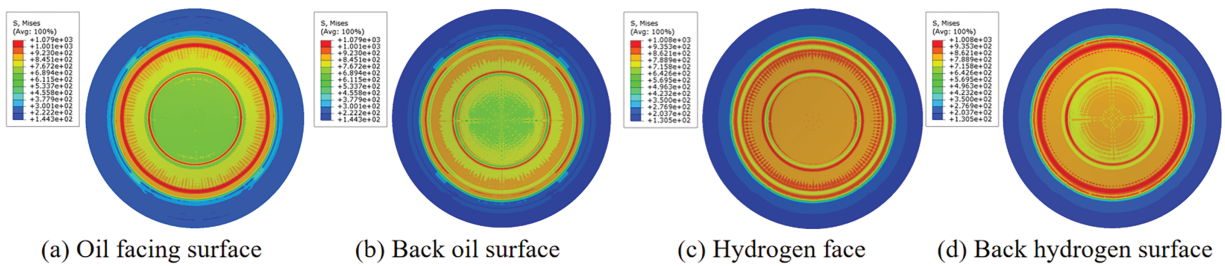 S, Mises
(Avg: 100%)
+1.079e+03
+1.001e+03
+9.230e+02
+8.451e+02
+7.672e+02
+6.894e+02
+6.115e+02
+5.337e+02
+4.558e+02
+3.779e+02
+3.001e+02
+2.222e+02
+1.443e+02
S, Mises
(Avg: 100%)
+1.079e+03
+1.001e+03
+9.230e+02
+8.451e+02
+7.672e+02
+6.894e+02
+6.115e+02
+5.337e+02
+4.558e+02
+3.779e+02
+3.001e+02
+2.222e+02
+1.443e+02
S, Mises
(Avg: 100%)
+1.008e+03
+9.353e+02
+8.621e+02
+7.889e+02
+7.158e+02
+6.426e+02
+5.695e+02
+4.963e+02
+4.232e+02
+3.500e+02
+2.769e+02
+2.037e+02
+1.305e+02
S, Mises
(Avg: 100%)
+1.008e+03
+9.353e+02
+8.621e+02
+7.889e+02
+7.158e+02
+6.426e+02
+5.695e+02
+4.963e+02
+4.232e+02
+3.500e+02
+2.769e+02
+2.037e+02
+1.305e+02
(a) Oil facing surface
(b) Back oil surface
(c) Hydrogen face
(d) Back hydrogen surface